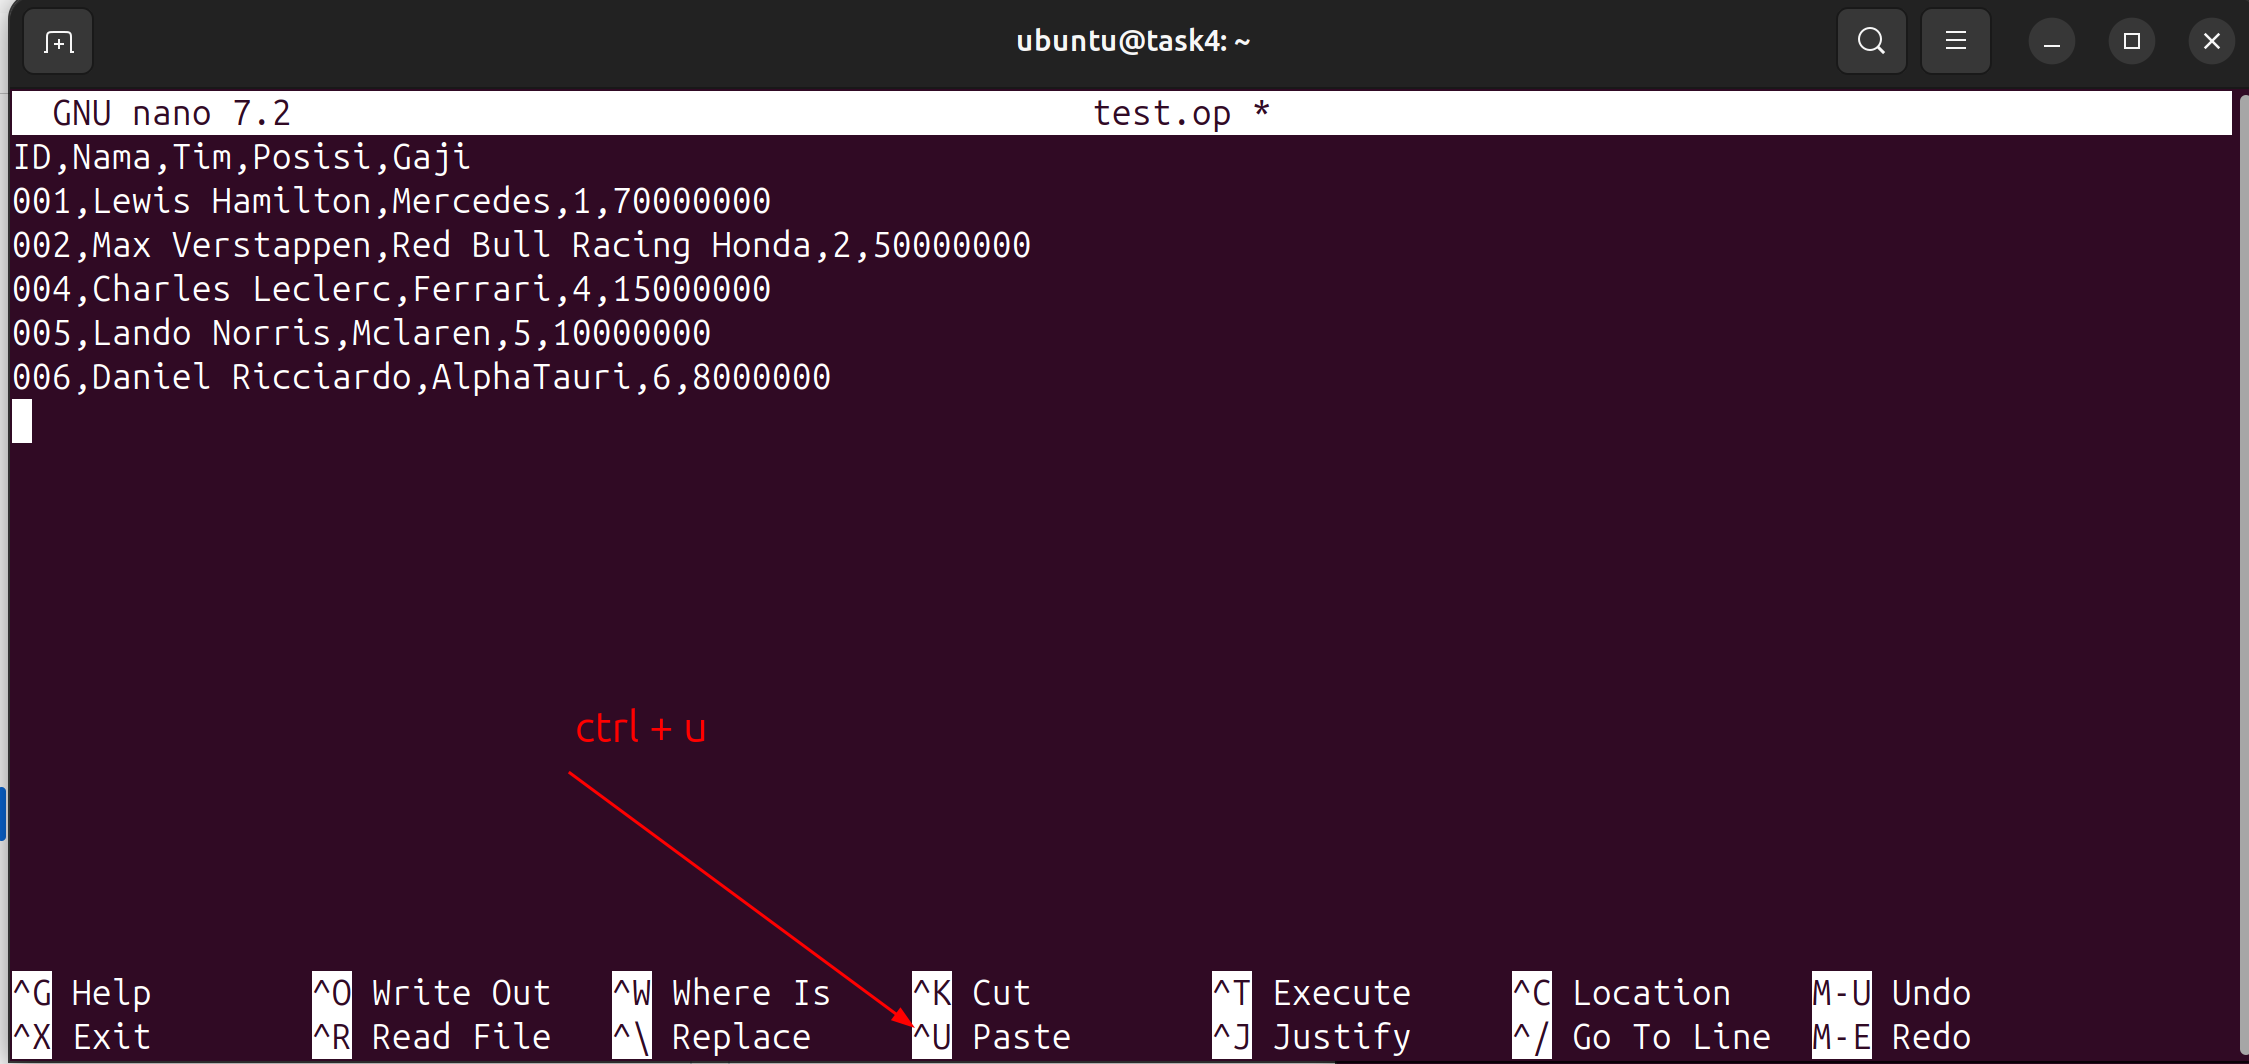 ubuntu@task4: ~
GNU nano 7.2 test.op *
ID,Nama,Tim,Posisi,Gaji
001,Lewis Hamilton,Mercedes,1,70000000
002,Max Verstappen,Red Bull Racing Honda,2,50000000
004,Charles Leclerc,Ferrari,4,15000000
005,Lando Norris,Mclaren,5,10000000
006,Daniel Ricciardo,AlphaTauri,6,8000000
ctrl + u
^G Help ^O Write Out ^W Where Is ^K Cut ^T Execute ^C Location M-U Undo
^X Exit ^R Read File ^\ Replace ^U Paste ^J Justify ^/ Go To Line M-E Redo